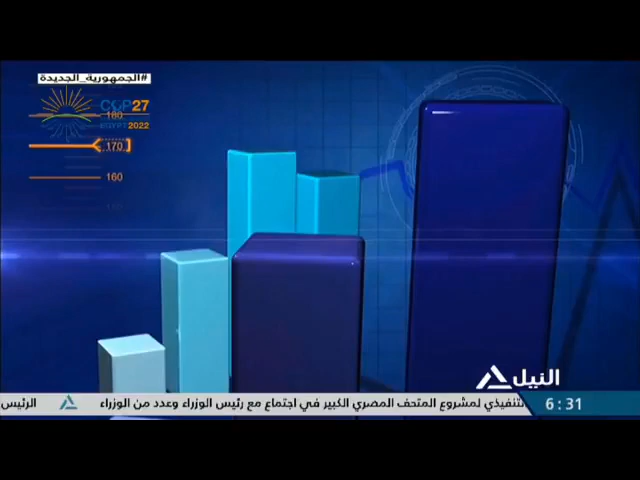 #الجمهورية_الجديدة
COP27
EGYPT 2022
180
170
160
النيل
لتنفيذي لمشروع المتحف المصري الكبير في اجتماع مع رئيس الوزراء وعدد من الوزراء الرئيس
6:31